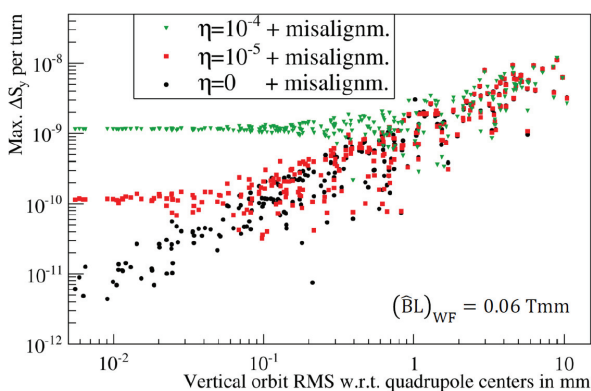 η=10⁻⁴ + misalignm.
η=10⁻⁵ + misalignm.
η=0 + misalignm.
Max. ΔS_y per turn
10⁻⁸
10⁻⁹
10⁻¹⁰
10⁻¹¹
10⁻¹²
(B̂L)_WF = 0.06 Tmm
10⁻² 10⁻¹ 1 10
Vertical orbit RMS w.r.t. quadrupole centers in mm